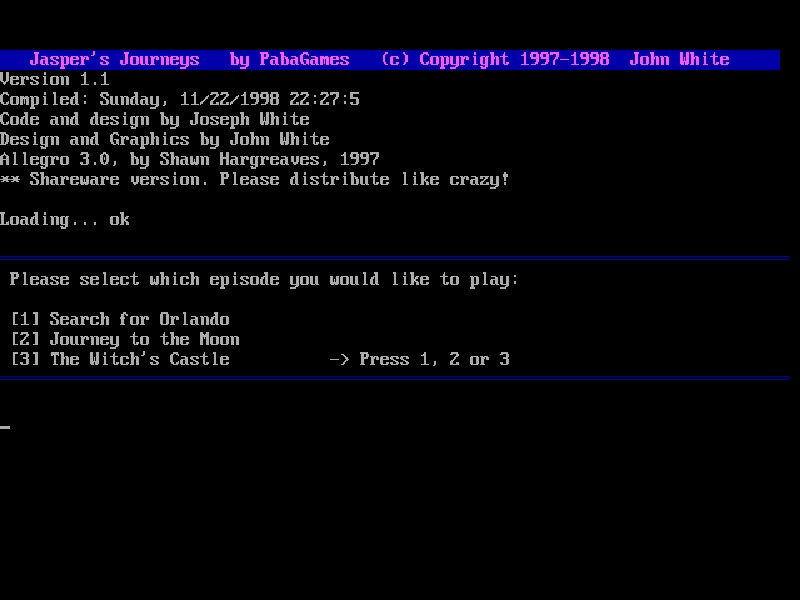 Jasper's Journeys by PabaGames (c) Copyright 1997-1998 John White
Version 1.1
Compiled: Sunday, 11/22/1998 22:27:5
Code and design by Joseph White
Design and Graphics by John White
Allegro 3.0, by Shawn Hargreaves, 1997
** Shareware version. Please distribute like crazy!
Loading... ok
Please select which episode you would like to play:
[1] Search for Orlando
[2] Journey to the Moon
[3] The Witch's Castle -> Press 1, 2 or 3